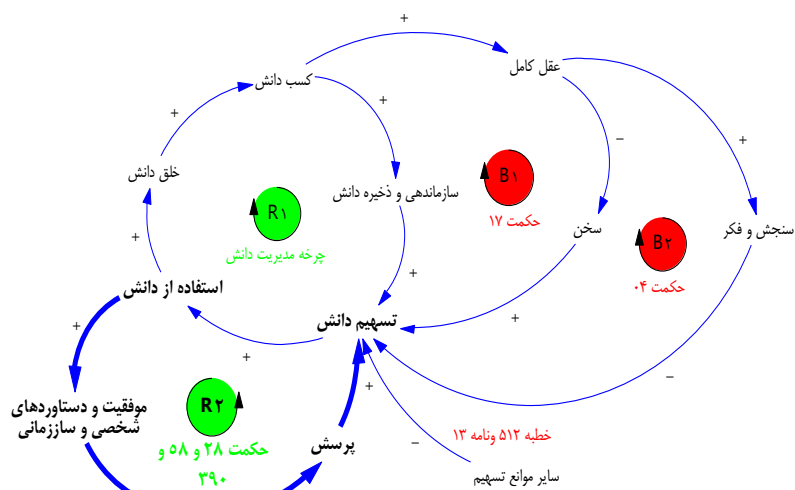 +
عقل کامل
کسب دانش
+
+
−
+
خلق دانش
B۱
سازماندهی و ذخیره دانش
حکمت ۱۷
R۱
سخن
سنجش و فکر
B۲
چرخه مدیریت دانش
+
+
حکمت ۰۴
استفاده از دانش
تسهیم دانش
+
+
+
−
+
موفقیت و دستاوردهای
شخصی و ساززمانی
R۲
−
خطبه ۵۱۲ ونامه ۱۳
پرسش
حکمت ۲۸ و ۵۸ و
۳۹۰
سایر موانع تسهیم